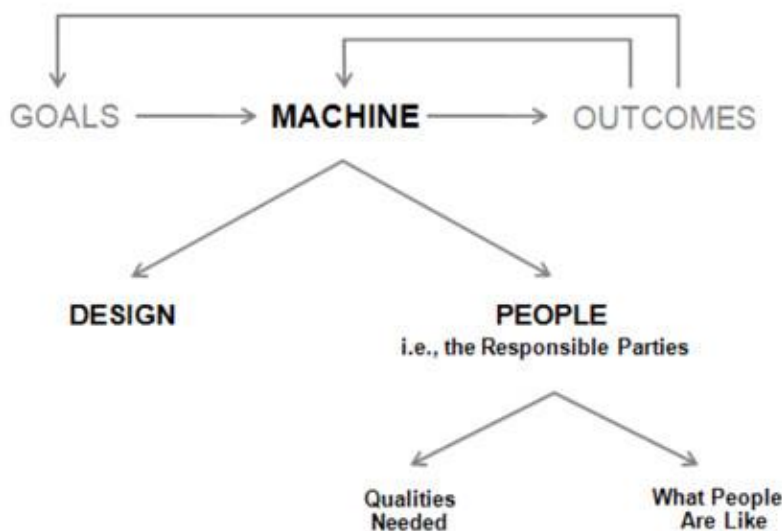 GOALS MACHINE OUTCOMES
DESIGN PEOPLE
i.e., the Responsible Parties
Qualities What People
Needed Are Like